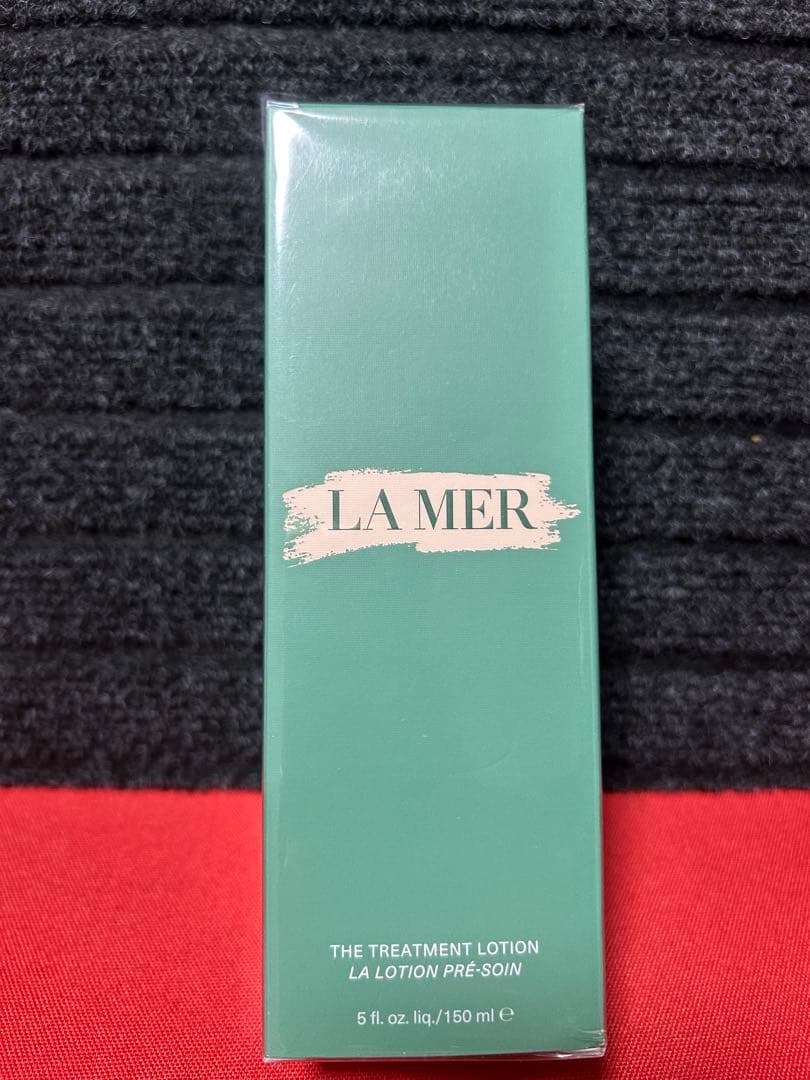 LA MER
THE TREATMENT LOTION
LA LOTION PRÉ-SOIN
5 fl. oz. liq./150 ml ℮